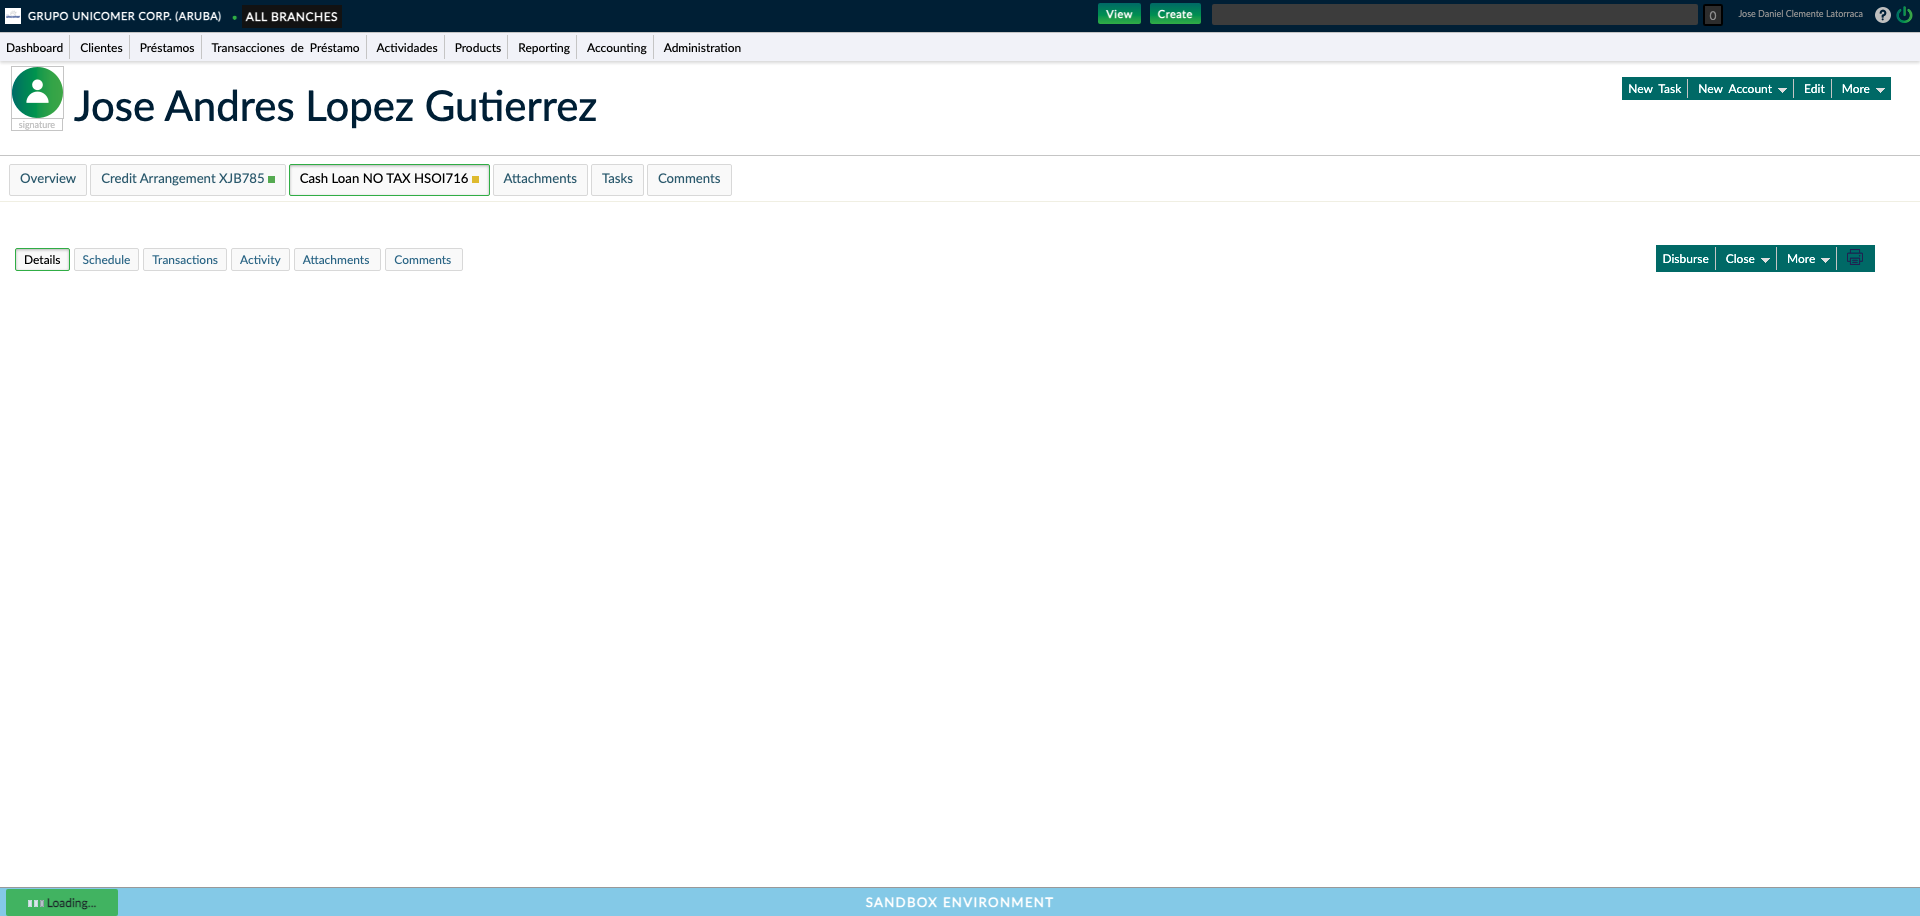 GRUPO UNICOMER CORP. (ARUBA) • ALL BRANCHES View Create 0 Jose Daniel Clemente Latorraca ?
Dashboard Clientes Préstamos Transacciones de Préstamo Actividades Products Reporting Accounting Administration
signature
Jose Andres Lopez Gutierrez
New Task New Account Edit More
Overview Credit Arrangement XJB785 Cash Loan NO TAX HSOI716 Attachments Tasks Comments
Details Schedule Transactions Activity Attachments Comments
Disburse Close More
Loading...
SANDBOX ENVIRONMENT